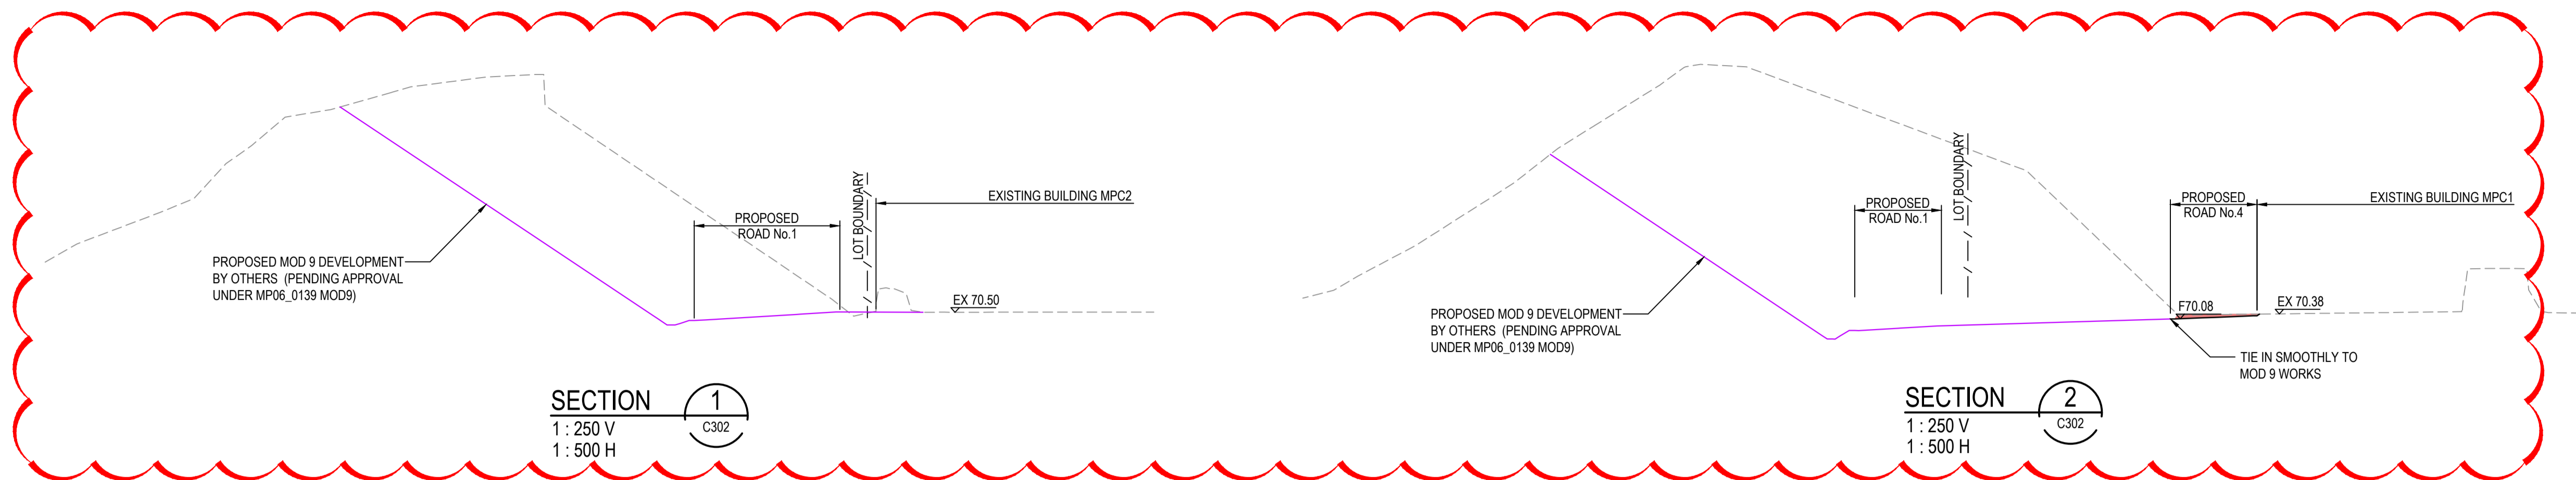 LOT BOUNDARY
EXISTING BUILDING MPC2
PROPOSED
ROAD No.1
PROPOSED MOD 9 DEVELOPMENT
BY OTHERS (PENDING APPROVAL
UNDER MP06_0139 MOD9)
EX 70.50
SECTION
1
C302
1 : 250 V
1 : 500 H
LOT BOUNDARY
PROPOSED
ROAD No.1
PROPOSED
ROAD No.4
EXISTING BUILDING MPC1
PROPOSED MOD 9 DEVELOPMENT
BY OTHERS (PENDING APPROVAL
UNDER MP06_0139 MOD9)
F70.08
EX 70.38
TIE IN SMOOTHLY TO
MOD 9 WORKS
SECTION
2
C302
1 : 250 V
1 : 500 H